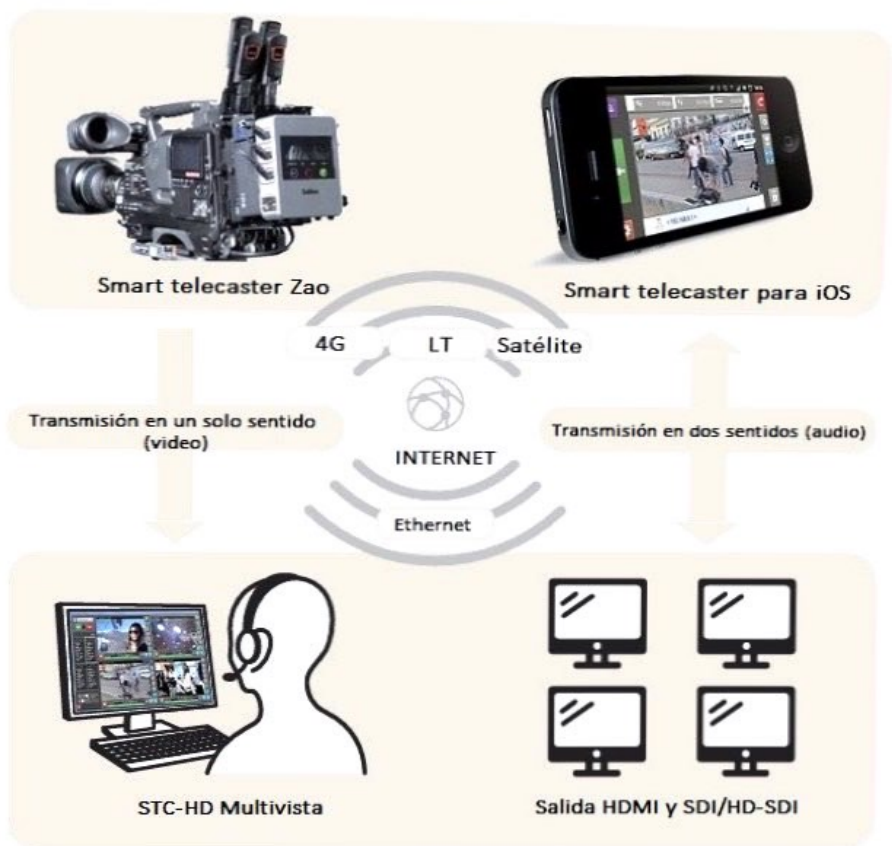 Smart telecaster Zao
Smart telecaster para iOS
4G
LT
Satélite
Transmisión en un solo sentido
(video)
INTERNET
Transmisión en dos sentidos (audio)
Ethernet
STC-HD Multivista
Salida HDMI y SDI/HD-SDI